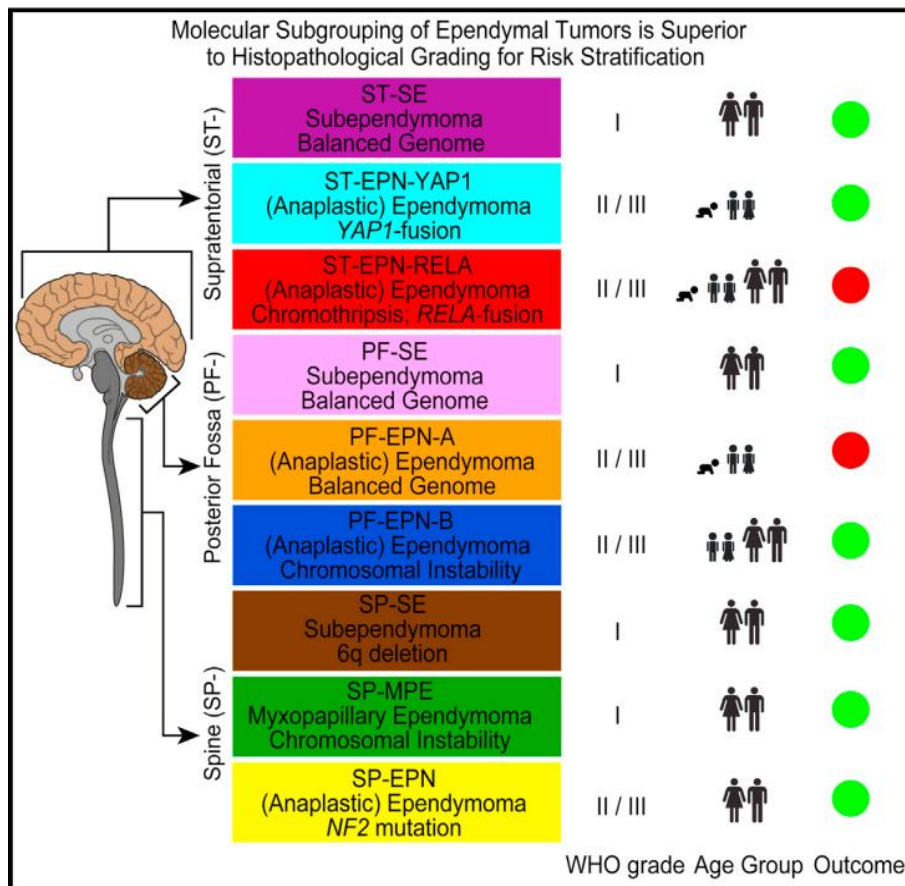 Molecular Subgrouping of Ependymal Tumors is Superior
to Histopathological Grading for Risk Stratification
Supratentorial (ST-)
ST-SE
Subependymoma
Balanced Genome
I
ST-EPN-YAP1
(Anaplastic) Ependymoma
YAP1-fusion
II / III
ST-EPN-RELA
(Anaplastic) Ependymoma
Chromothripsis; RELA-fusion
II / III
Posterior Fossa (PF-)
PF-SE
Subependymoma
Balanced Genome
I
PF-EPN-A
(Anaplastic) Ependymoma
Balanced Genome
II / III
PF-EPN-B
(Anaplastic) Ependymoma
Chromosomal Instability
II / III
Spine (SP-)
SP-SE
Subependymoma
6q deletion
I
SP-MPE
Myxopapillary Ependymoma
Chromosomal Instability
I
SP-EPN
(Anaplastic) Ependymoma
NF2 mutation
II / III
WHO grade Age Group Outcome